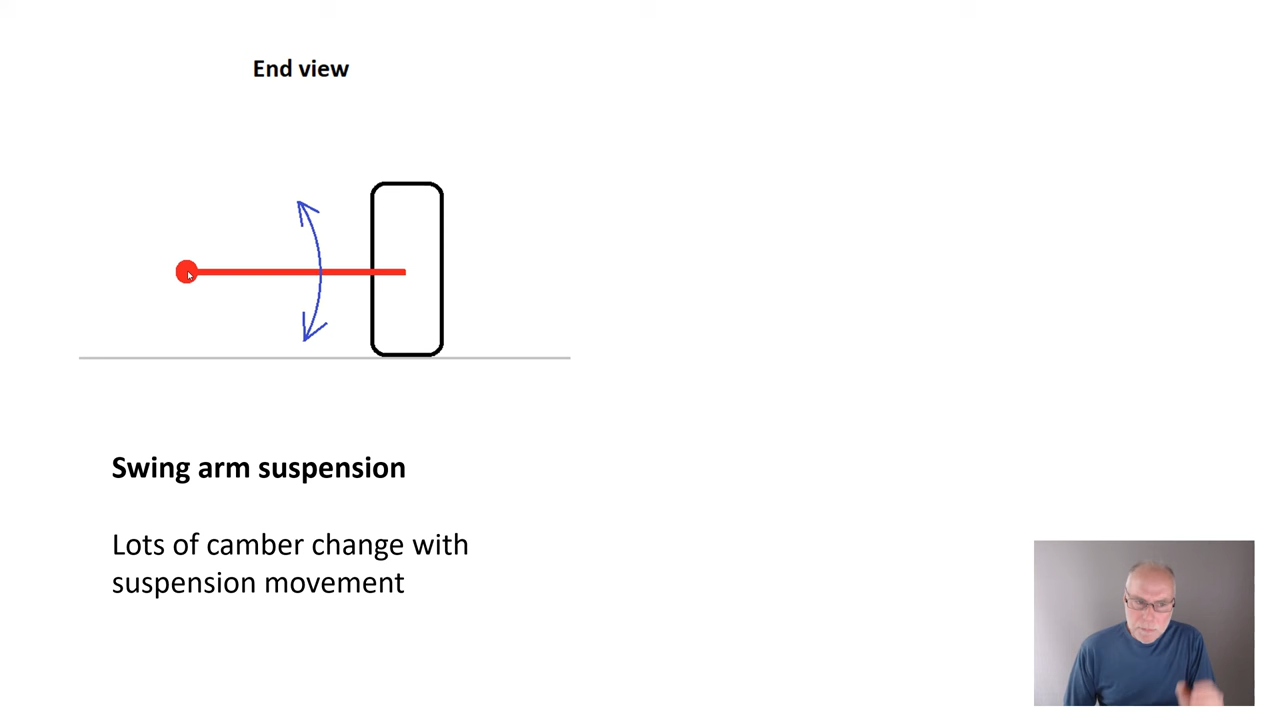 End view
Swing arm suspension
Lots of camber change with
suspension movement